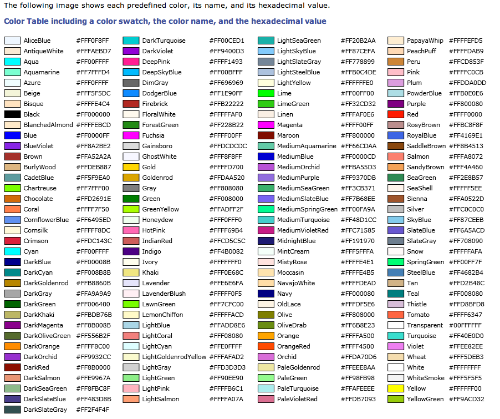 The following image shows each predefined color, its name, and its hexadecimal value.
Color Table including a color swatch, the color name, and the hexadecimal value
AliceBlue #FFF0F8FF
AntiqueWhite #FFFAEBD7
Aqua #FF00FFFF
Aquamarine #FF7FFFD4
Azure #FFF0FFFF
Beige #FFF5F5DC
Bisque #FFFFE4C4
Black #FF000000
BlanchedAlmond #FFFFEBCD
Blue #FF0000FF
BlueViolet #FF8A2BE2
Brown #FFA52A2A
BurlyWood #FFDEB887
CadetBlue #FF5F9EA0
Chartreuse #FF7FFF00
Chocolate #FFD2691E
Coral #FFFF7F50
CornflowerBlue #FF6495ED
Cornsilk #FFFFF8DC
Crimson #FFDC143C
Cyan #FF00FFFF
DarkBlue #FF00008B
DarkCyan #FF008B8B
DarkGoldenrod #FFB8860B
DarkGray #FFA9A9A9
DarkGreen #FF006400
DarkKhaki #FFBDB76B
DarkMagenta #FF8B008B
DarkOliveGreen #FF556B2F
DarkOrange #FFFF8C00
DarkOrchid #FF9932CC
DarkRed #FF8B0000
DarkSalmon #FFE9967A
DarkSeaGreen #FF8FBC8F
DarkSlateBlue #FF483D8B
DarkSlateGray #FF2F4F4F
DarkTurquoise #FF00CED1
DarkViolet #FF9400D3
DeepPink #FFFF1493
DeepSkyBlue #FF00BFFF
DimGray #FF696969
DodgerBlue #FF1E90FF
Firebrick #FFB22222
FloralWhite #FFFFFAF0
ForestGreen #FF228B22
Fuchsia #FFFF00FF
Gainsboro #FFDCDCDC
GhostWhite #FFF8F8FF
Gold #FFFFD700
Goldenrod #FFDAA520
Gray #FF808080
Green #FF008000
GreenYellow #FFADFF2F
Honeydew #FFF0FFF0
HotPink #FFFF69B4
IndianRed #FFCD5C5C
Indigo #FF4B0082
Ivory #FFFFFFF0
Khaki #FFF0E68C
Lavender #FFE6E6FA
LavenderBlush #FFFFF0F5
LawnGreen #FF7CFC00
LemonChiffon #FFFFFACD
LightBlue #FFADD8E6
LightCoral #FFF08080
LightCyan #FFE0FFFF
LightGoldenrodYellow #FFFAFAD2
LightGray #FFD3D3D3
LightGreen #FF90EE90
LightPink #FFFFB6C1
LightSalmon #FFFFA07A
LightSeaGreen #FF20B2AA
LightSkyBlue #FF87CEFA
LightSlateGray #FF778899
LightSteelBlue #FFB0C4DE
LightYellow #FFFFFFE0
Lime #FF00FF00
LimeGreen #FF32CD32
Linen #FFFAF0E6
Magenta #FFFF00FF
Maroon #FF800000
MediumAquamarine #FF66CDAA
MediumBlue #FF0000CD
MediumOrchid #FFBA55D3
MediumPurple #FF9370DB
MediumSeaGreen #FF3CB371
MediumSlateBlue #FF7B68EE
MediumSpringGreen #FF00FA9A
MediumTurquoise #FF48D1CC
MediumVioletRed #FFC71585
MidnightBlue #FF191970
MintCream #FFF5FFFA
MistyRose #FFFFE4E1
Moccasin #FFFFE4B5
NavajoWhite #FFFFDEAD
Navy #FF000080
OldLace #FFFDF5E6
Olive #FF808000
OliveDrab #FF6B8E23
Orange #FFFFA500
OrangeRed #FFFF4500
Orchid #FFDA70D6
PaleGoldenrod #FFEEE8AA
PaleGreen #FF98FB98
PaleTurquoise #FFAFEEEE
PaleVioletRed #FFDB7093
PapayaWhip #FFFFEFD5
PeachPuff #FFFFDAB9
Peru #FFCD853F
Pink #FFFFC0CB
Plum #FFDDA0DD
PowderBlue #FFB0E0E6
Purple #FF800080
Red #FFFF0000
RosyBrown #FFBC8F8F
RoyalBlue #FF4169E1
SaddleBrown #FF8B4513
Salmon #FFFA8072
SandyBrown #FFF4A460
SeaGreen #FF2E8B57
SeaShell #FFFFF5EE
Sienna #FFA0522D
Silver #FFC0C0C0
SkyBlue #FF87CEEB
SlateBlue #FF6A5ACD
SlateGray #FF708090
Snow #FFFFFAFA
SpringGreen #FF00FF7F
SteelBlue #FF4682B4
Tan #FFD2B48C
Teal #FF008080
Thistle #FFD8BFD8
Tomato #FFFF6347
Transparent #00FFFFFF
Turquoise #FF40E0D0
Violet #FFEE82EE
Wheat #FFF5DEB3
White #FFFFFFFF
WhiteSmoke #FFF5F5F5
Yellow #FFFFFF00
YellowGreen #FF9ACD32